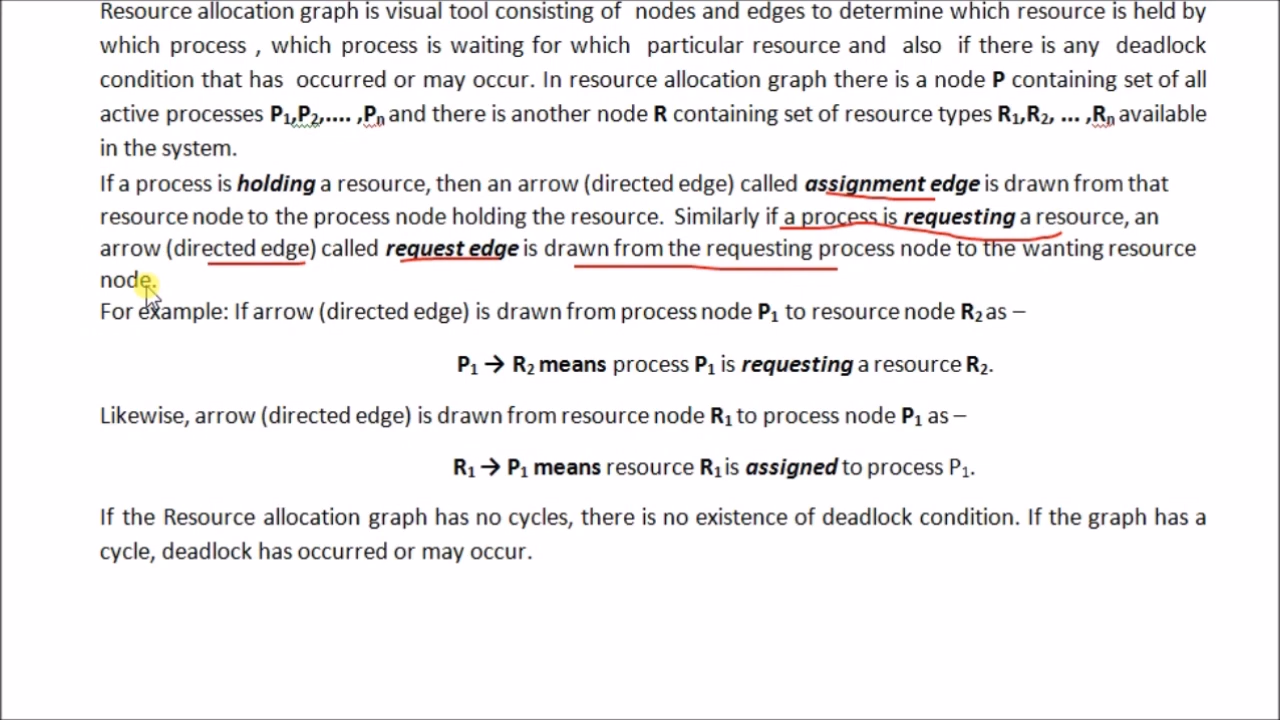 Resource allocation graph is visual tool consisting of nodes and edges to determine which resource is held by
which process , which process is waiting for which particular resource and also if there is any deadlock
condition that has occurred or may occur. In resource allocation graph there is a node P containing set of all
active processes P1,P2,.... ,Pn and there is another node R containing set of resource types R1,R2, ... ,Rn available
in the system.
If a process is holding a resource, then an arrow (directed edge) called assignment edge is drawn from that
resource node to the process node holding the resource. Similarly if a process is requesting a resource, an
arrow (directed edge) called request edge is drawn from the requesting process node to the wanting resource
node.
For example: If arrow (directed edge) is drawn from process node P1 to resource node R2 as –
P1 → R2 means process P1 is requesting a resource R2.
Likewise, arrow (directed edge) is drawn from resource node R1 to process node P1 as –
R1 → P1 means resource R1 is assigned to process P1.
If the Resource allocation graph has no cycles, there is no existence of deadlock condition. If the graph has a
cycle, deadlock has occurred or may occur.